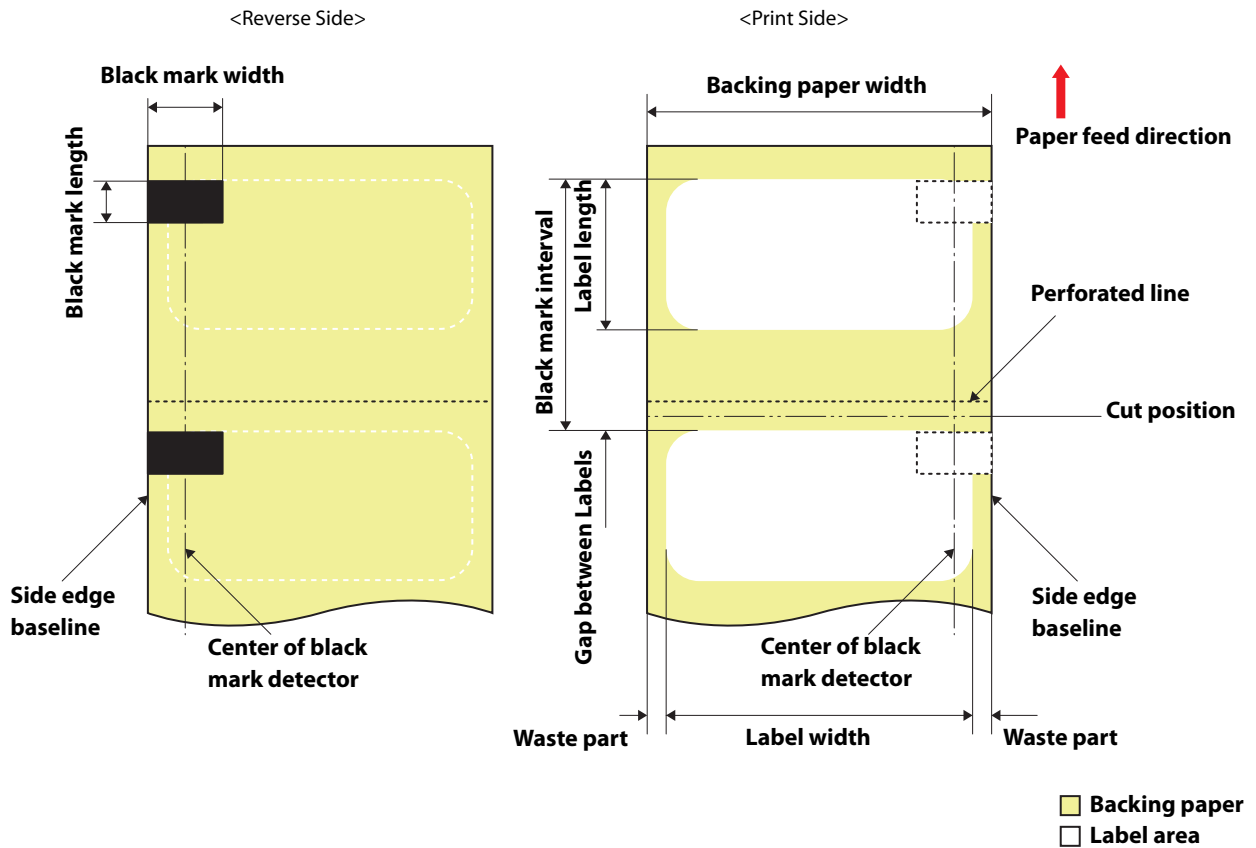 <Reverse Side>
<Print Side>
Black mark width
Backing paper width
Paper feed direction
Black mark length
Black mark interval
Label length
Perforated line
Cut position
Gap between Labels
Side edge
baseline
Center of black
mark detector
Center of black
mark detector
Side edge
baseline
Waste part
Label width
Waste part
Backing paper
Label area